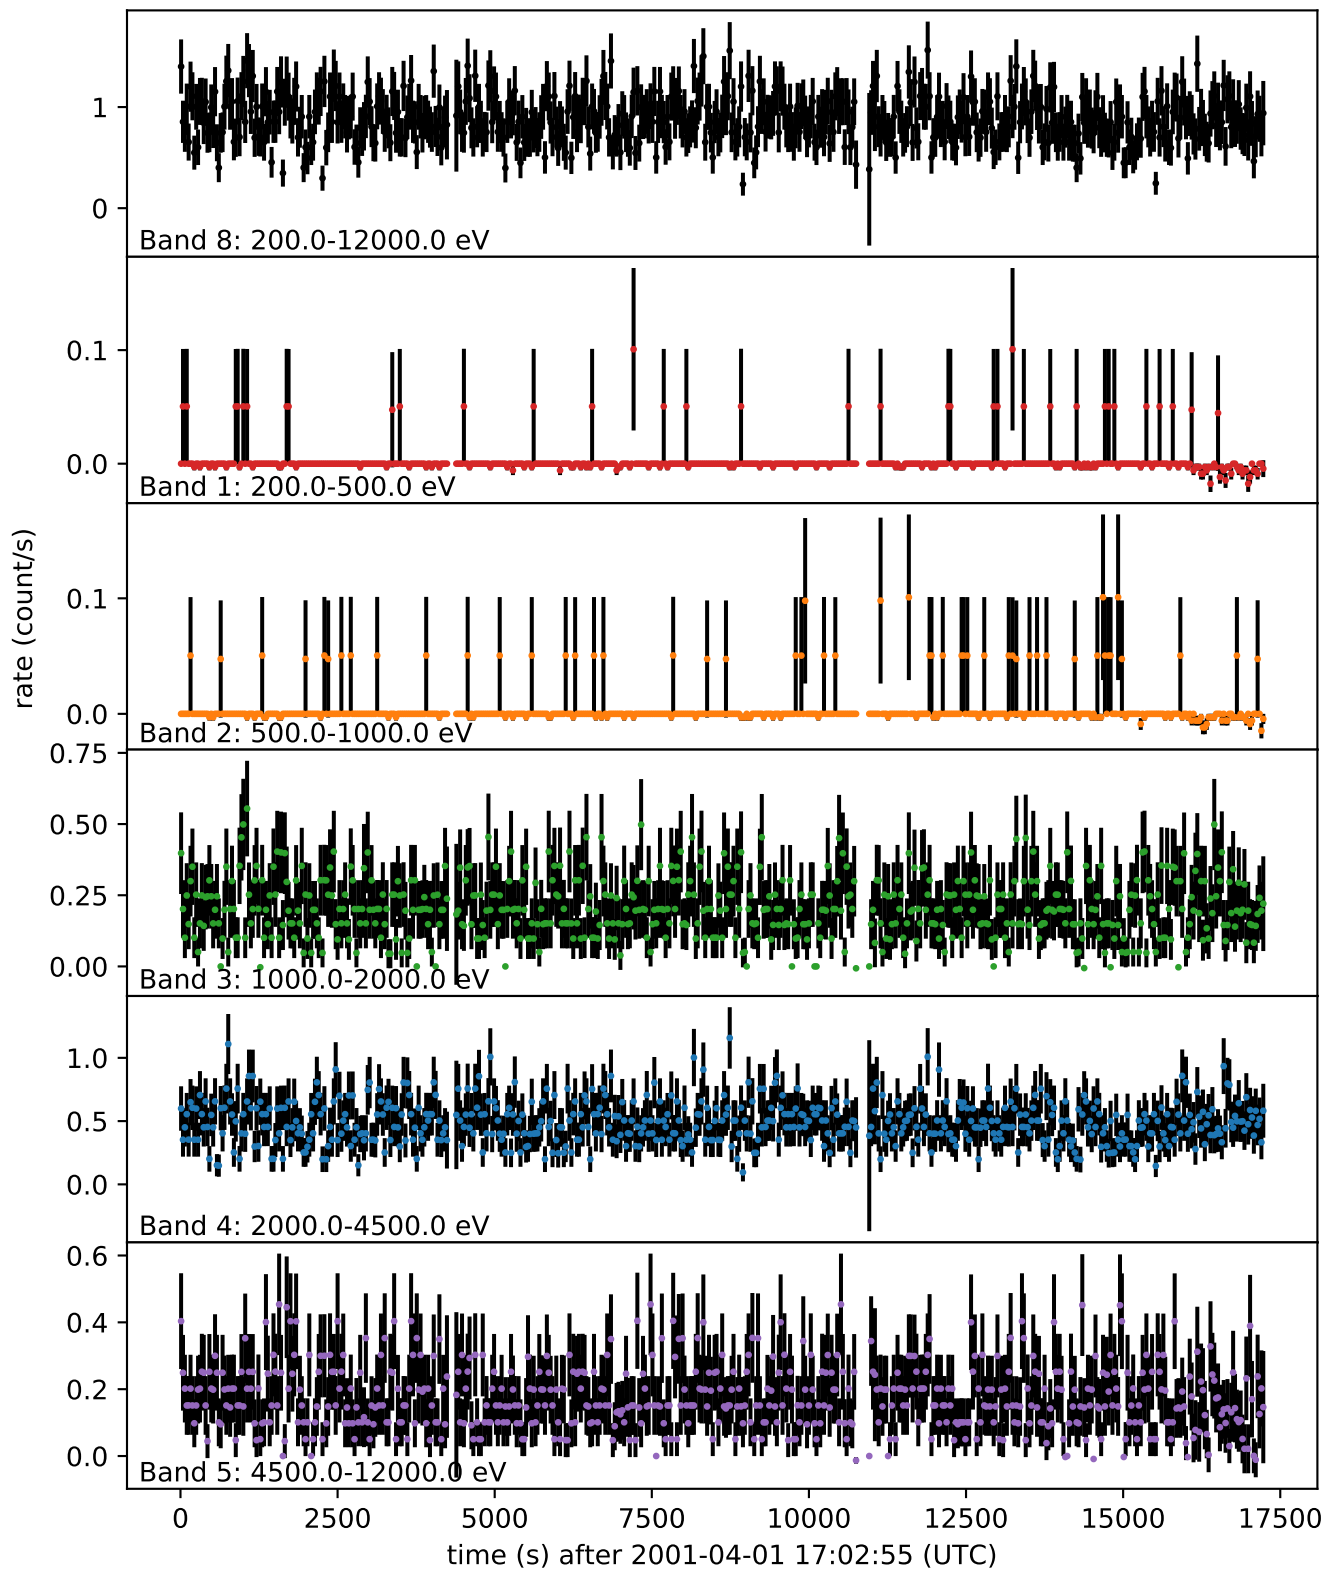 1
0
Band 8: 200.0-12000.0 eV
0.1
0.0
Band 1: 200.0-500.0 eV
0.1
0.0
Band 2: 500.0-1000.0 eV
rate (count/s)
0.75
0.50
0.25
0.00
Band 3: 1000.0-2000.0 eV
1.0
0.5
0.0
Band 4: 2000.0-4500.0 eV
0.6
0.4
0.2
0.0
Band 5: 4500.0-12000.0 eV
0 2500 5000 7500 10000 12500 15000 17500
time (s) after 2001-04-01 17:02:55 (UTC)